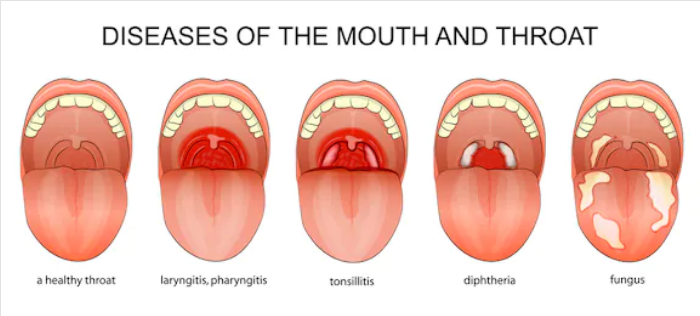 DISEASES OF THE MOUTH AND THROAT
a healthy throat
laryngitis, pharyngitis
tonsillitis
diphtheria
fungus